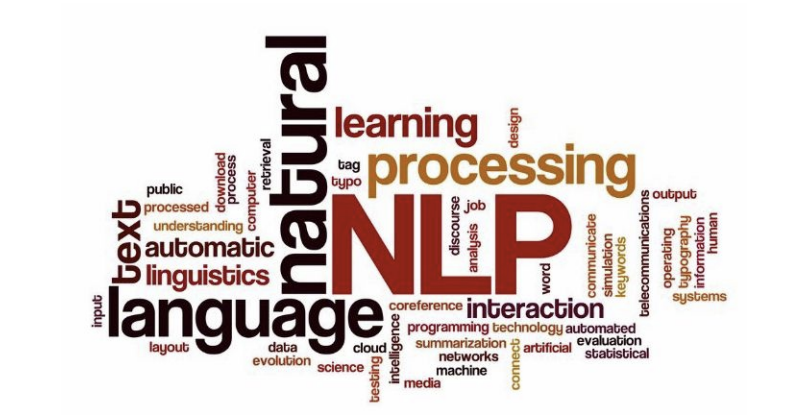 natural
learning
design
tag
processing
typo
retrieval
download
process
computer
public
processed
understanding
text
automatic
linguistics
NLP
discourse
job
analysis
word
communicate
simulation
keywords
telecommunications
output
operating
typography
information
human
systems
input
language
coreference
interaction
programming
technology
automated
layout
data
cloud
intelligence
summarization
evaluation
evolution
science
testing
networks
connect
artificial
statistical
machine
media